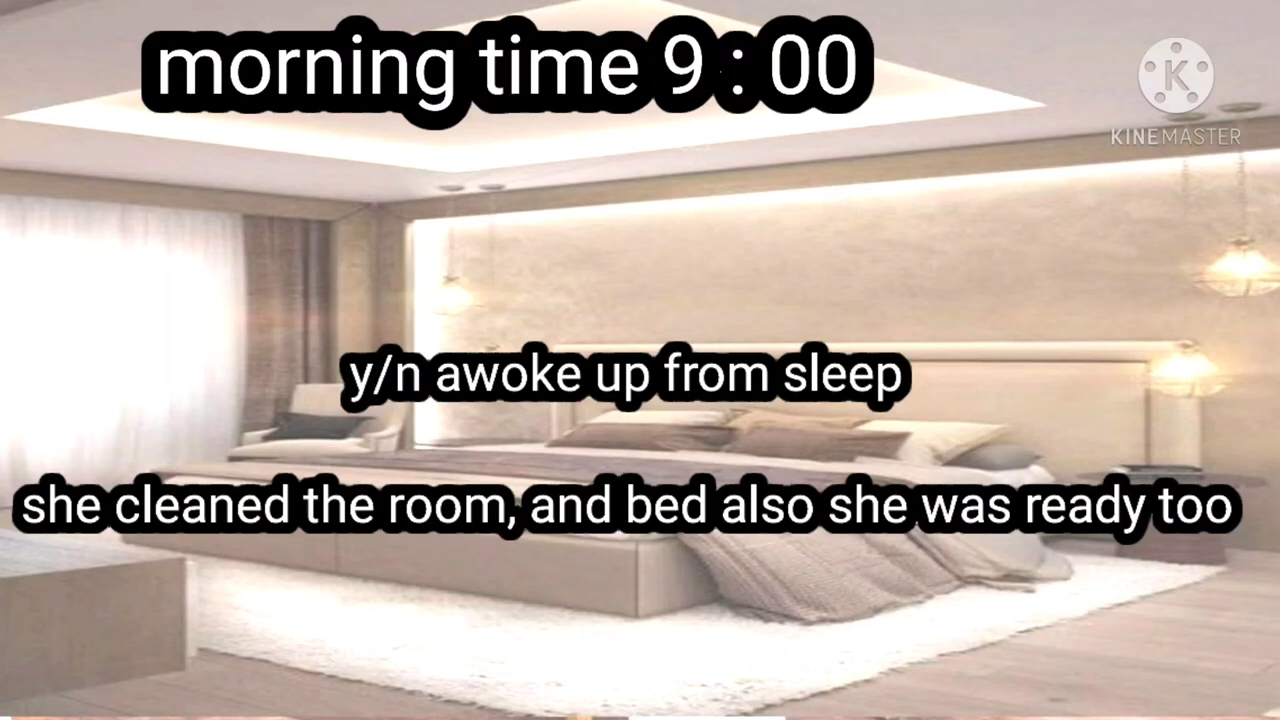 morning time 9 : 00
K
KINEMASTER
y/n awoke up from sleep
she cleaned the room, and bed also she was ready too